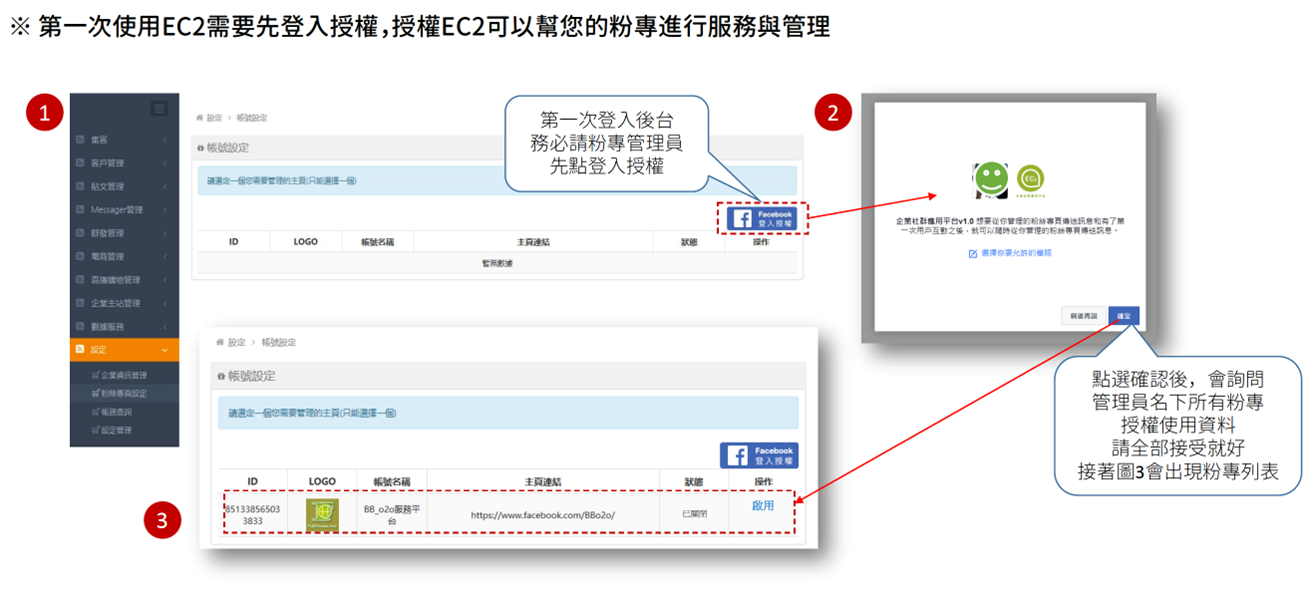 ※ 第一次使用EC2需要先登入授權,授權EC2可以幫您的粉專進行服務與管理
1
集客
客戶管理
貼文管理
Messager管理
群發管理
電商管理
直播購物管理
企業主站管理
數據服務
設定
企業資訊管理
粉絲專頁設定
帳務查詢
設定管理
設定 > 帳號設定
帳號設定
請選定一個您需要管理的主頁(只能選擇一個)
第一次登入後台
務必請粉專管理員
先點登入授權
Facebook
登入授權
ID LOGO 帳號名稱 主頁連結 狀態 操作
暫無數據
2
EC2
企業社群應用平台v1.0 想要從你管理的粉絲專頁傳送訊息和有了第
一次用戶互動之後，就可以隨時從你管理的粉絲專頁傳送訊息。
選擇你要允許的權限
稍後再說 確定
點選確認後，會詢問
管理員名下所有粉專
授權使用資料
請全部接受就好
接著圖3會出現粉專列表
3
設定 > 帳號設定
帳號設定
請選定一個您需要管理的主頁(只能選擇一個)
Facebook
登入授權
ID LOGO 帳號名稱 主頁連結 狀態 操作
85133856503
3833
BB_o2o服務平
台
https://www.facebook.com/BBo2o/
已關閉
啟用